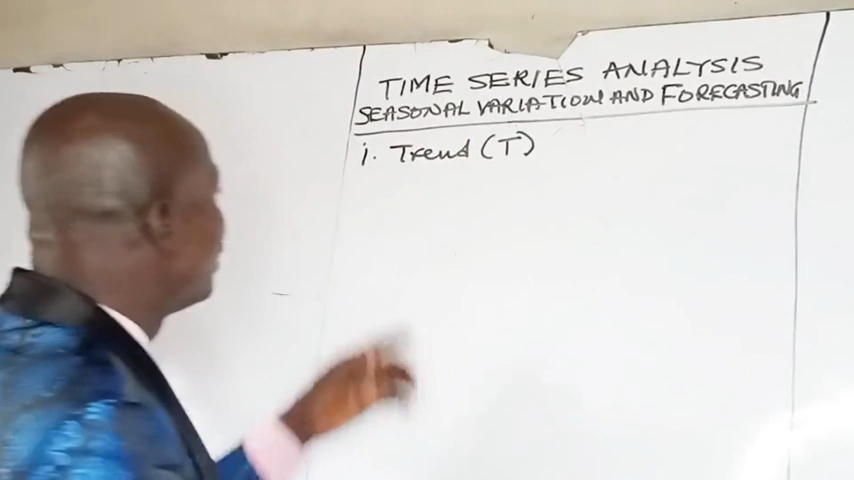 TIME SERIES ANALYSIS
SEASONAL VARIATION AND FORECASTING
i. Trend (T)